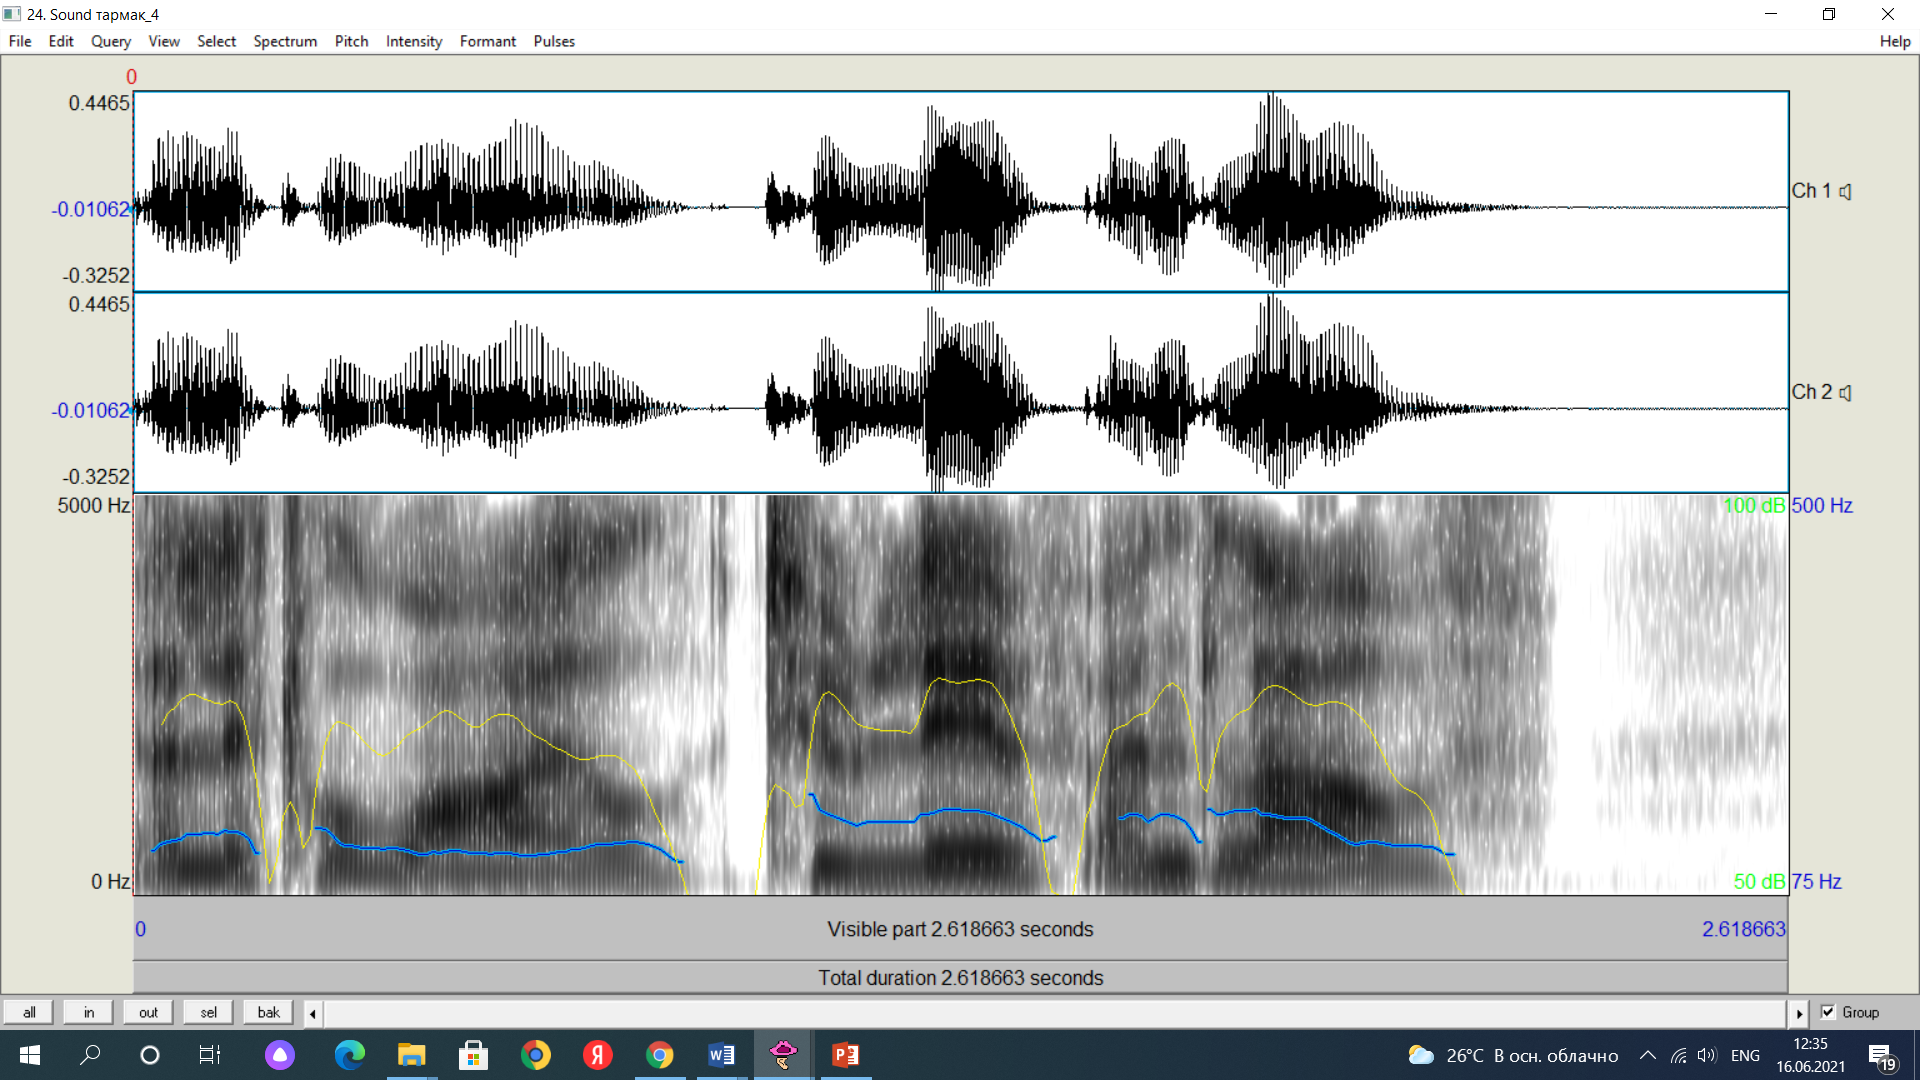 24. Sound тармак_4
File Edit Query View Select Spectrum Pitch Intensity Formant Pulses Help
0
0.4465
-0.01062
-0.3252
Ch 1
0.4465
-0.01062
-0.3252
Ch 2
5000 Hz 100 dB 500 Hz
0 Hz 50 dB 75 Hz
0 Visible part 2.618663 seconds 2.618663
Total duration 2.618663 seconds
all in out sel bak Group
26°C В осн. облачно ENG 12:35
16.06.2021 19